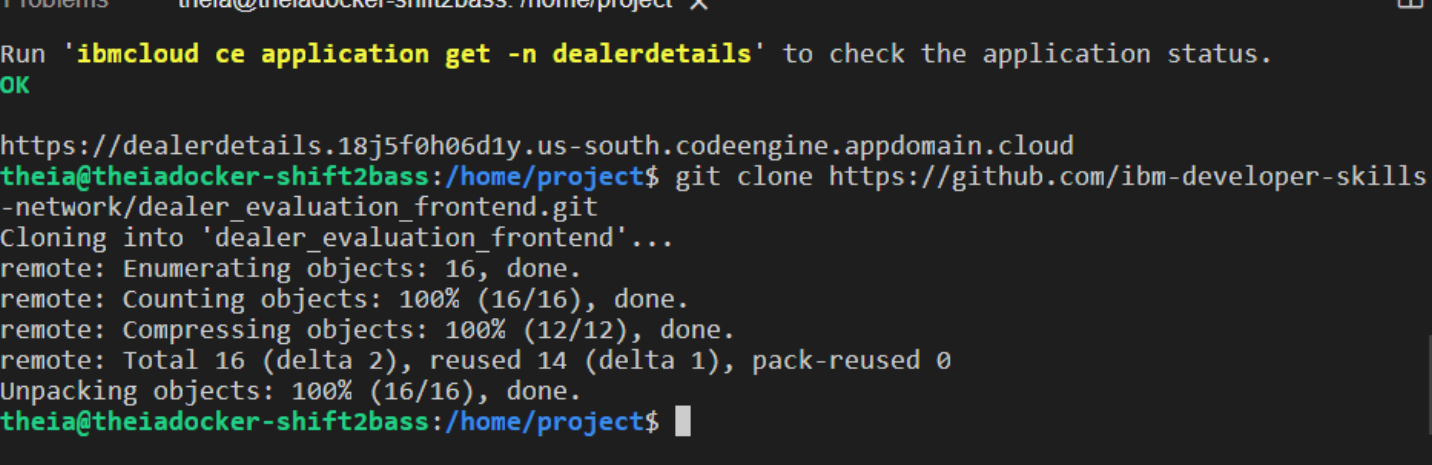 Problems theia@theiadocker-shift2bass: /home/project ×
Run 'ibmcloud ce application get -n dealerdetails' to check the application status.
OK
https://dealerdetails.18j5f0h06d1y.us-south.codeengine.appdomain.cloud
theia@theiadocker-shift2bass:/home/project$ git clone https://github.com/ibm-developer-skills
-network/dealer_evaluation_frontend.git
Cloning into 'dealer_evaluation_frontend'...
remote: Enumerating objects: 16, done.
remote: Counting objects: 100% (16/16), done.
remote: Compressing objects: 100% (12/12), done.
remote: Total 16 (delta 2), reused 14 (delta 1), pack-reused 0
Unpacking objects: 100% (16/16), done.
theia@theiadocker-shift2bass:/home/project$